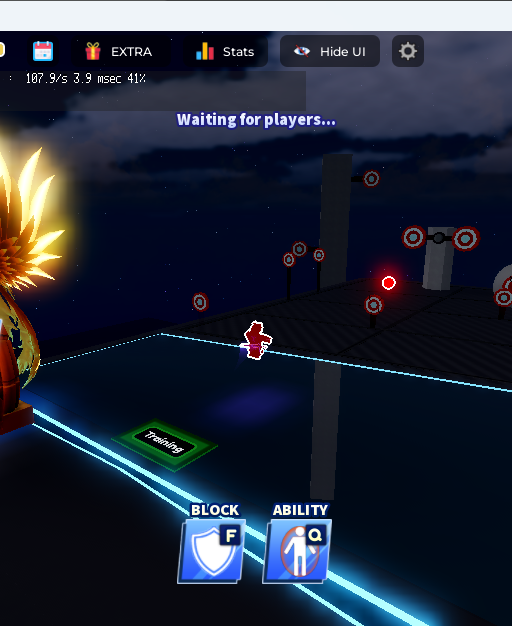 EXTRA
Stats
Hide UI
: 107.9/s 3.9 msec 41%
Waiting for players...
Training
BLOCK
ABILITY
F
Q